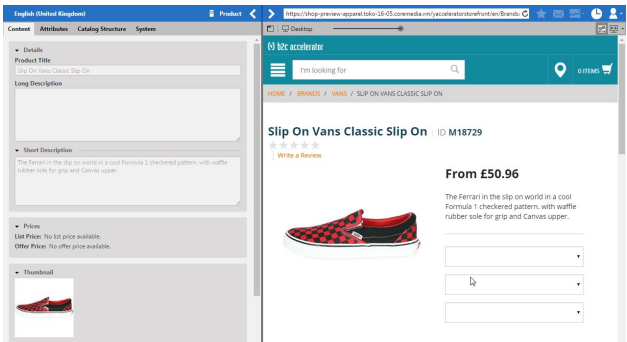 English (United Kingdom)
Product
Content Attributes Catalog Structure System
Details
Product Title
Slip On Vans Classic Slip On
Long Description
Short Description
The Ferrari in the slip on world in a cool Formula 1 checkered pattern. with waffle
rubber sole for grip and Canvas upper.
Prices
List Price: No list price available.
Offer Price: No offer price available.
Thumbnail
https://shop-preview-apparel.toko-16-05.coremedia.vm/yacceleratorstorefront/en/Brands/
Desktop
(y) b2c accelerator
I'm looking for
0 ITEMS
HOME / BRANDS / VANS / SLIP ON VANS CLASSIC SLIP ON
Slip On Vans Classic Slip On ID M18729
Write a Review
From £50.96
The Ferrari in the slip on world in a cool
Formula 1 checkered pattern. with waffle
rubber sole for grip and Canvas upper.